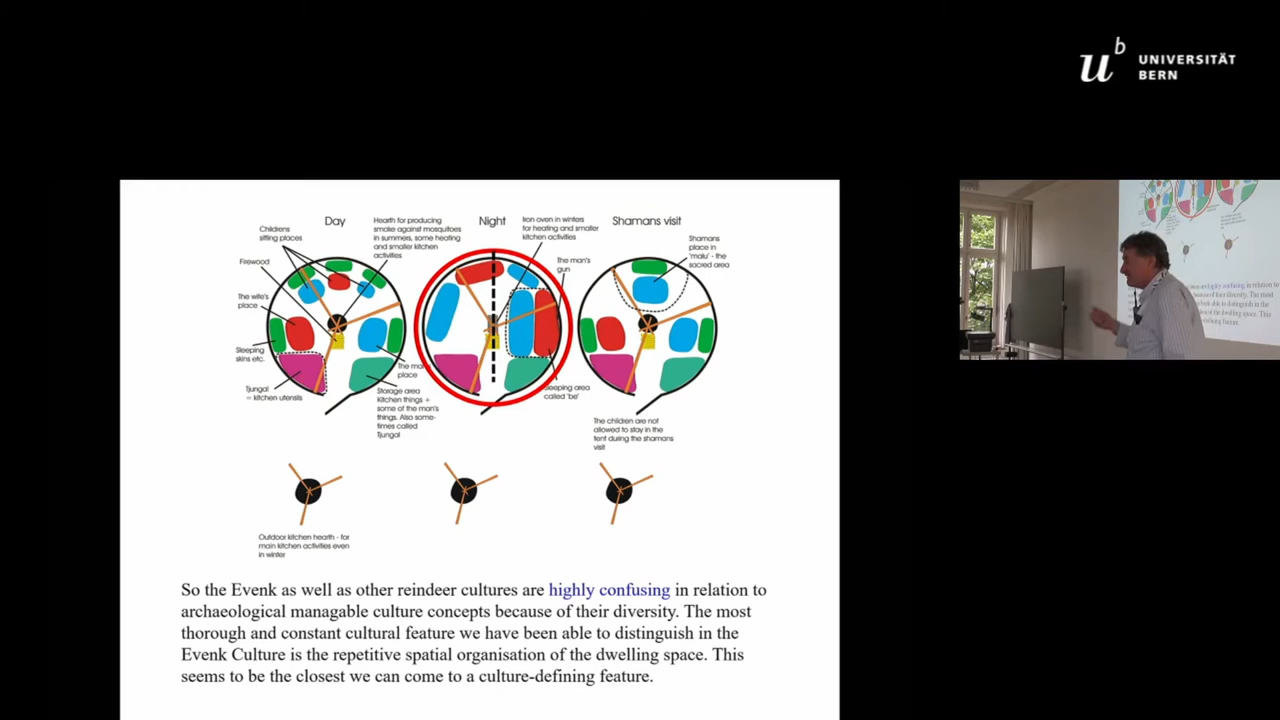 u
b
UNIVERSITÄT
BERN
Day
Night
Shamans visit
Childrens
sitting places
Firewood
The wife's
place
Sleeping
skins etc.
Tjungal
= kitchen utensils
Hearth for producing
smoke against mosquitoes
in summers, some heating
and smaller kitchen
activities
The ma
place
Storage area
Kitchen things +
some of the man's
things. Also some-
times called
Tjungal
Iron oven in winters
for heating and smaller
kitchen activities
The man's
gun
Sleeping area
called 'be'
Shamans
place in
'malu' - the
sacred area
The children are not
allowed to stay in the
tent during the shamans
visit
Outdoor kitchen hearth - for
main kitchen activities even
in winter
So the Evenk as well as other reindeer cultures are highly confusing in relation to
archaeological managable culture concepts because of their diversity. The most
thorough and constant cultural feature we have been able to distinguish in the
Evenk Culture is the repetitive spatial organisation of the dwelling space. This
seems to be the closest we can come to a culture-defining feature.